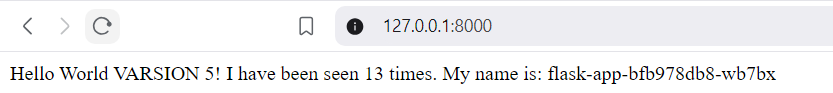 127.0.0.1:8000
Hello World VARSION 5! I have been seen 13 times. My name is: flask-app-bfb978db8-wb7bx